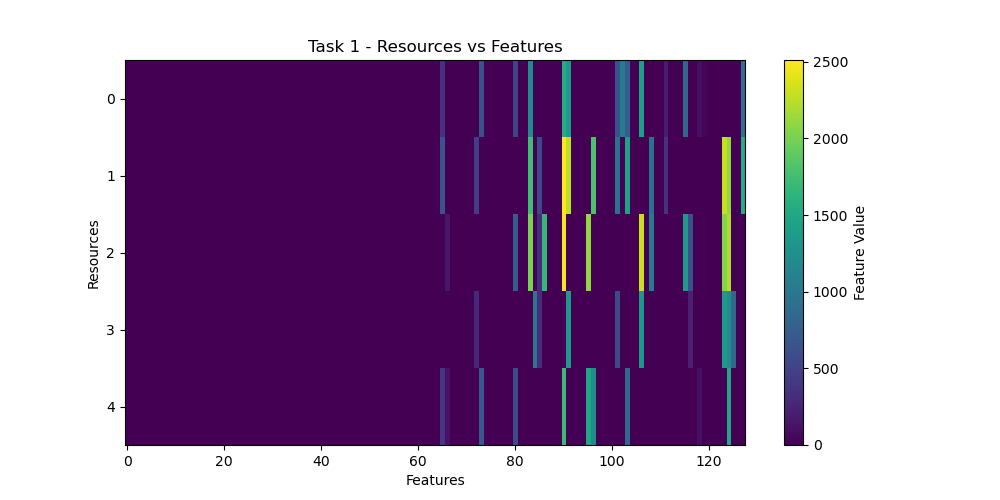 Task 1 - Resources vs Features
Resources
0
1
2
3
4
0 20 40 60 80 100 120
Features
2500
2000
1500
1000
500
0
Feature Value